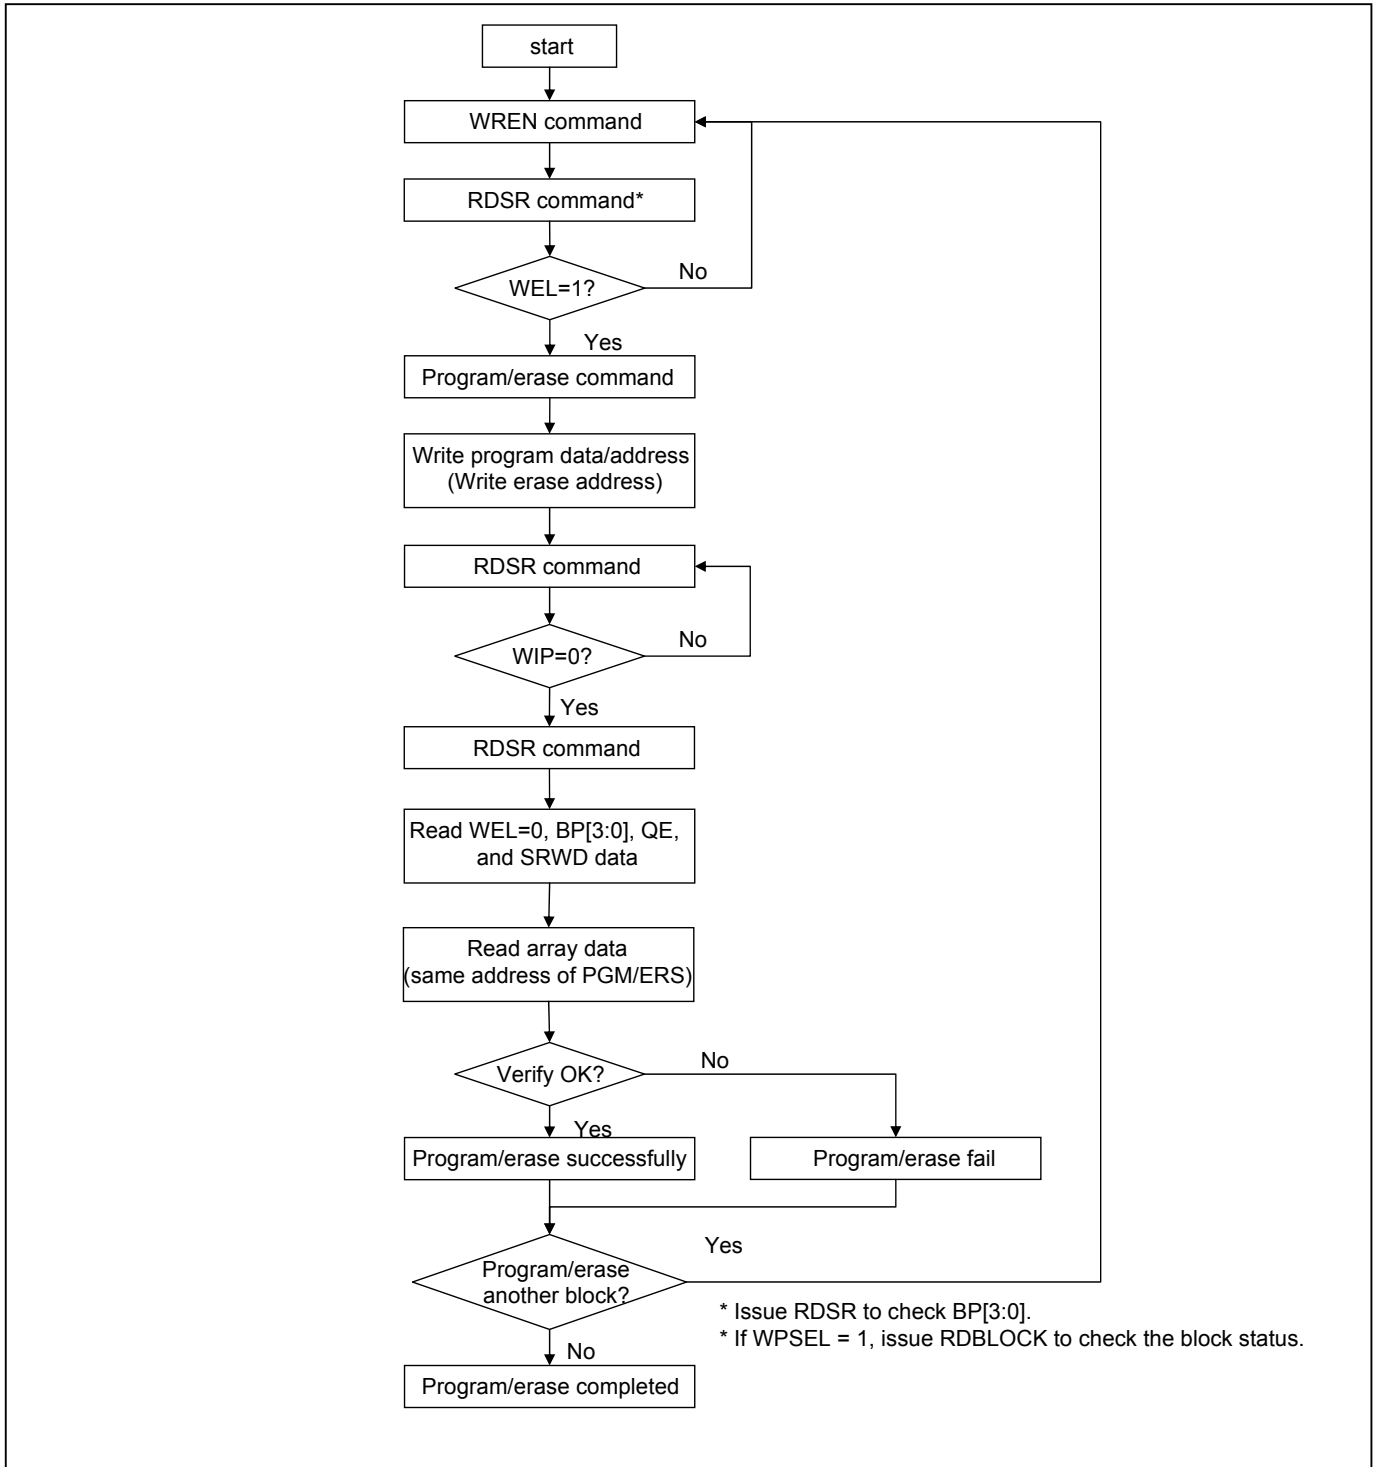 start
WREN command
RDSR command*
WEL=1?
No
Yes
Program/erase command
Write program data/address
(Write erase address)
RDSR command
WIP=0?
No
Yes
RDSR command
Read WEL=0, BP[3:0], QE,
and SRWD data
Read array data
(same address of PGM/ERS)
Verify OK?
No
Yes
Program/erase successfully
Program/erase fail
Yes
Program/erase
another block?
* Issue RDSR to check BP[3:0].
* If WPSEL = 1, issue RDBLOCK to check the block status.
No
Program/erase completed